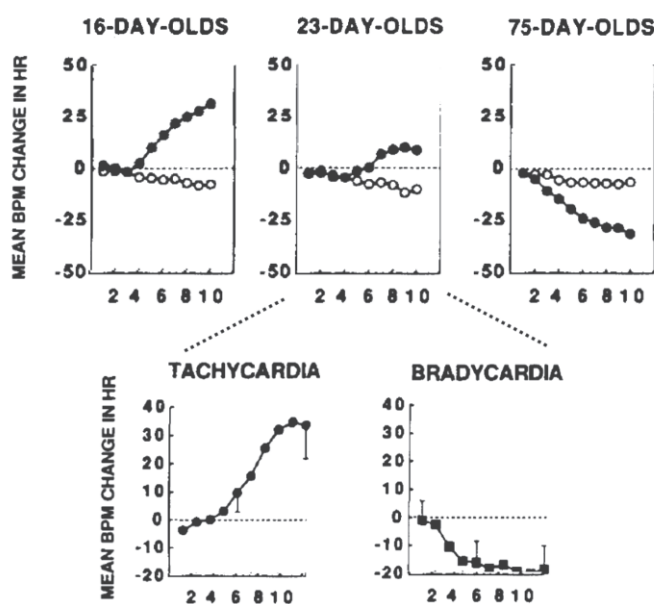 16-DAY-OLDS 23-DAY-OLDS 75-DAY-OLDS
MEAN BPM CHANGE IN HR
50 50 50
25 25 25
0 0 0
-25 -25 -25
-50 -50 -50
2 4 6 8 10 2 4 6 8 10 2 4 6 8 10
TACHYCARDIA BRADYCARDIA
MEAN BPM CHANGE IN HR
40 40
30 30
20 20
10 10
0 0
-10 -10
-20 -20
2 4 6 8 10 2 4 6 8 10